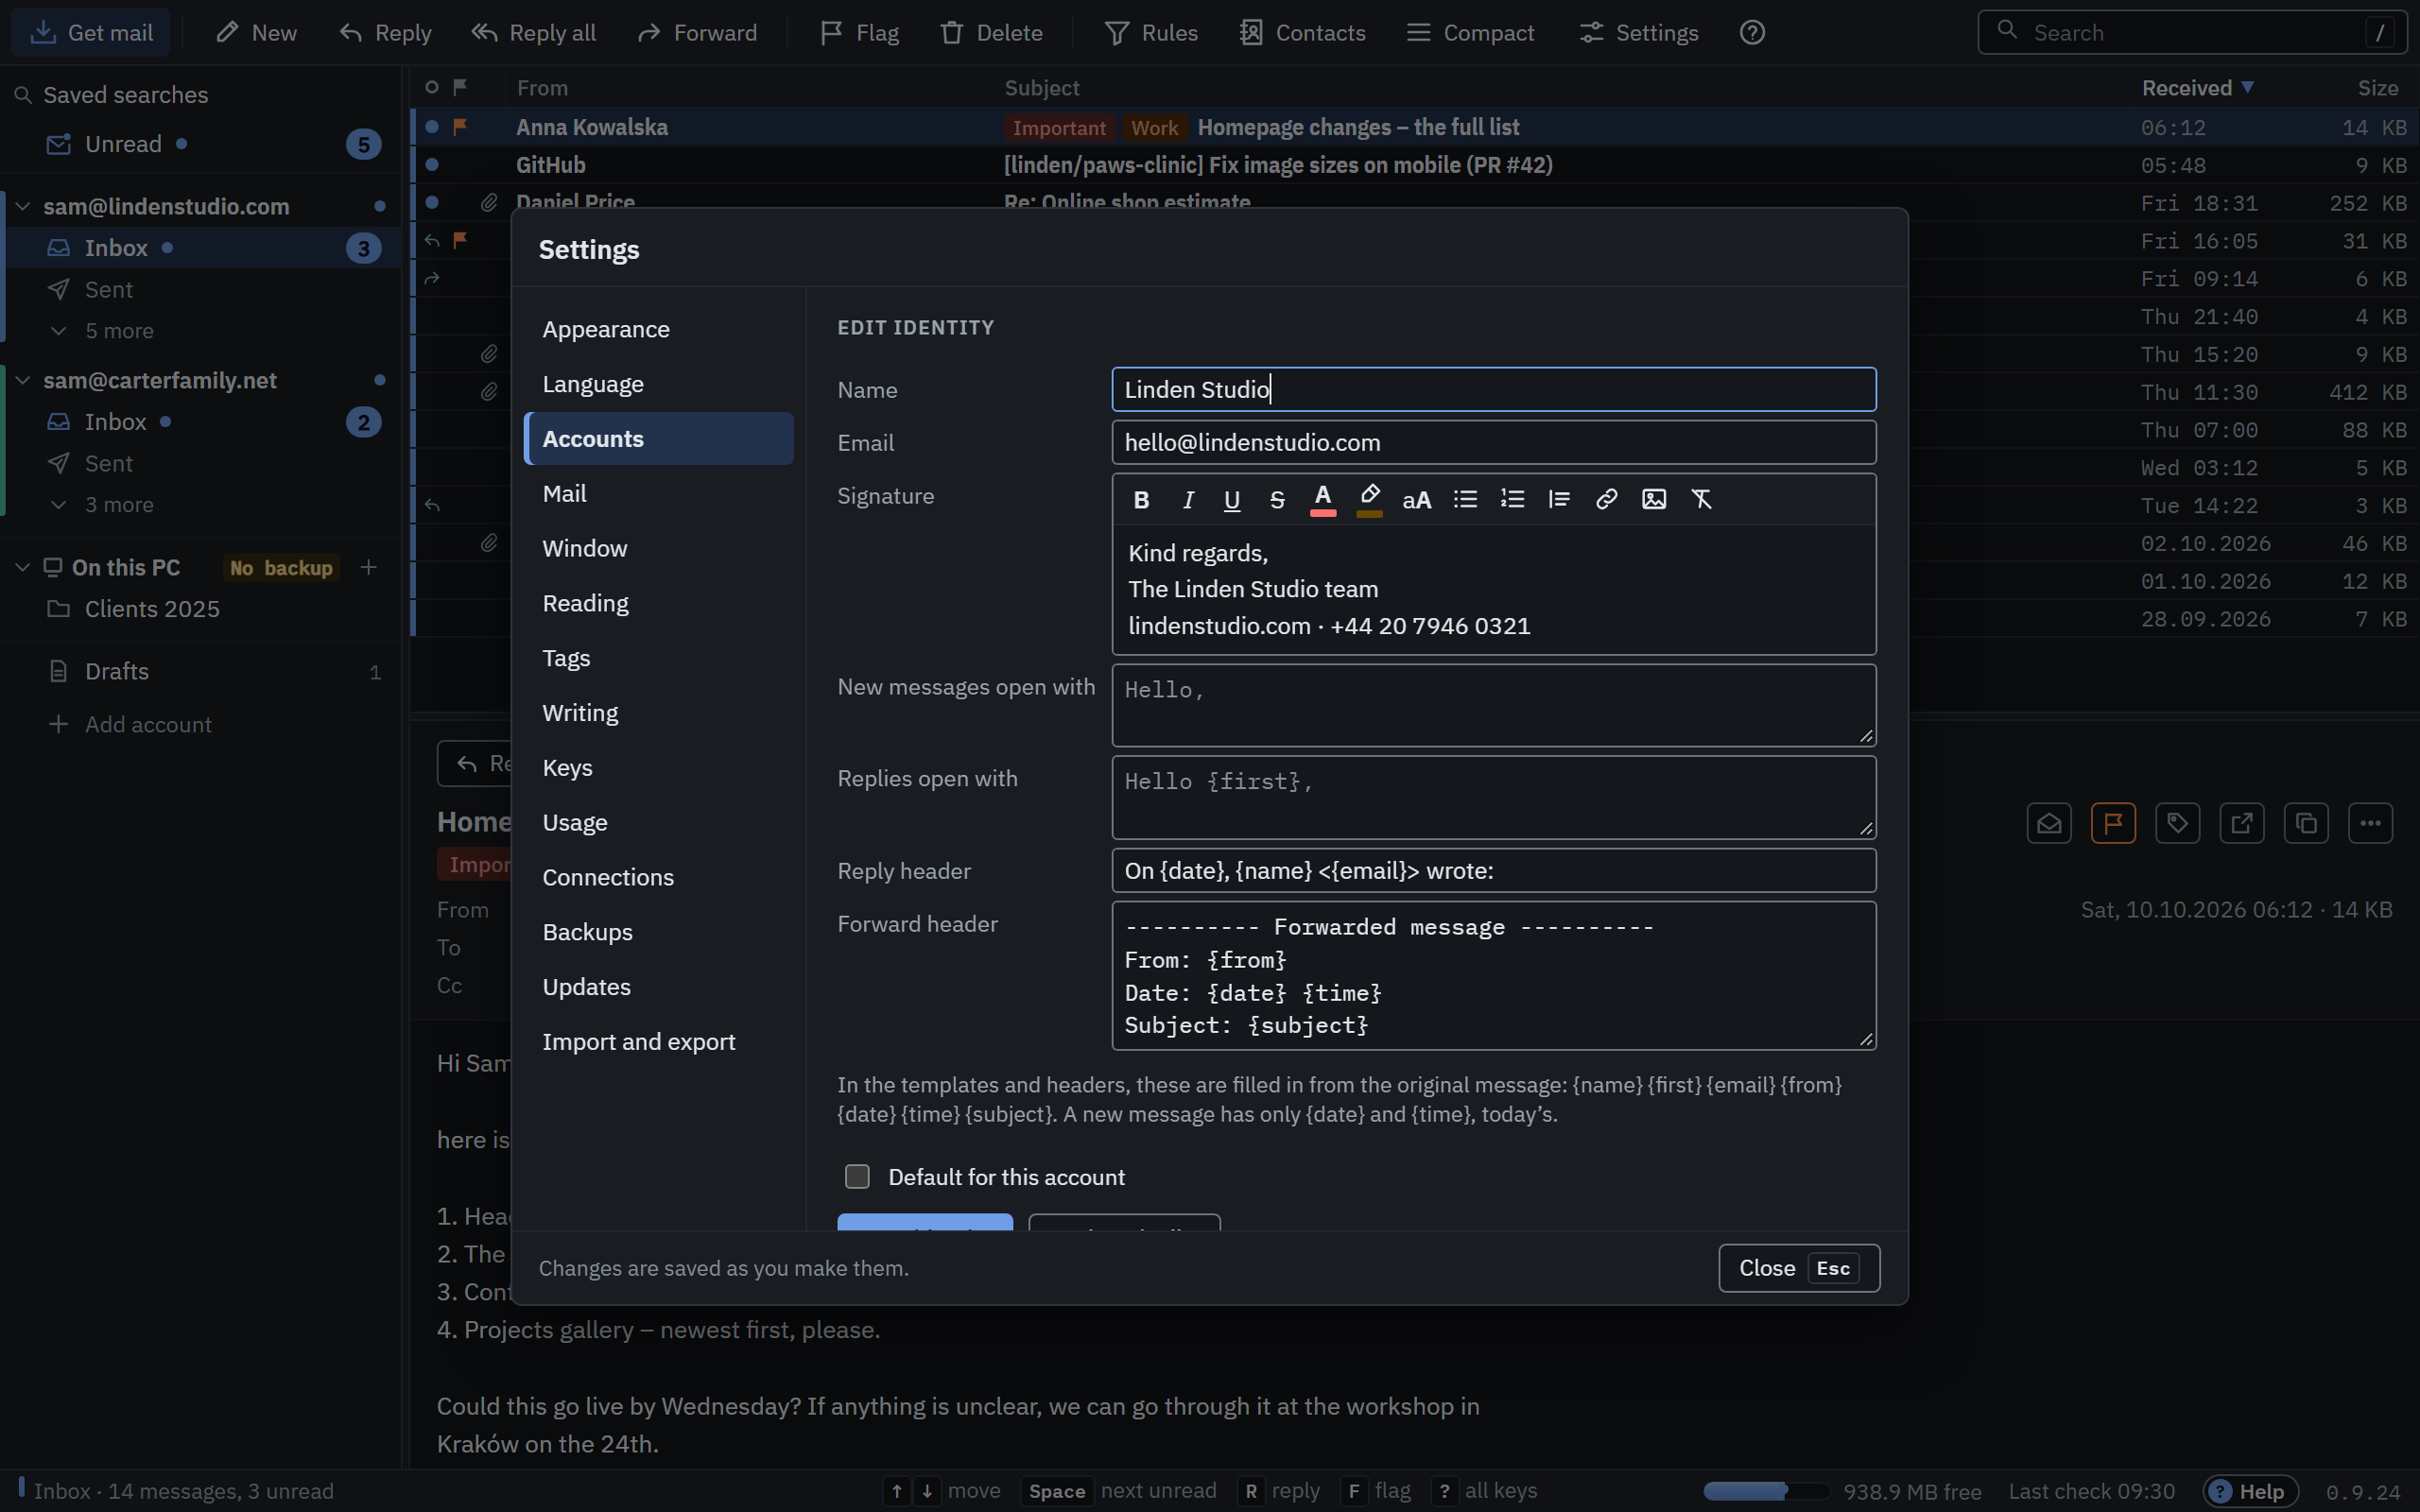 Get mail New Reply Reply all Forward Flag Delete Rules Contacts Compact Settings Search /
Saved searches
Unread 5
sam@lindenstudio.com
Inbox 3
Sent
5 more
sam@carterfamily.net
Inbox 2
Sent
3 more
On this PC No backup
Clients 2025
Drafts 1
Add account
From Subject Received Size
Anna Kowalska Important Work Homepage changes – the full list 06:12 14 KB
GitHub [linden/paws-clinic] Fix image sizes on mobile (PR #42) 05:48 9 KB
Daniel Price Re: Online shop estimate Fri 18:31 252 KB
Fri 16:05 31 KB
Fri 09:14 6 KB
Thu 21:40 4 KB
Thu 15:20 9 KB
Thu 11:30 412 KB
Thu 07:00 88 KB
Wed 03:12 5 KB
Tue 14:22 3 KB
02.10.2026 46 KB
01.10.2026 12 KB
28.09.2026 7 KB
Settings
Appearance
Language
Accounts
Mail
Window
Reading
Tags
Writing
Keys
Usage
Connections
Backups
Updates
Import and export
EDIT IDENTITY
Name Linden Studio
Email hello@lindenstudio.com
Signature B I U S A aA
Kind regards,
The Linden Studio team
lindenstudio.com · +44 20 7946 0321
New messages open with Hello,
Replies open with Hello {first},
Reply header On {date}, {name} <{email}> wrote:
Forward header ---------- Forwarded message ----------
From: {from}
Date: {date} {time}
Subject: {subject}
In the templates and headers, these are filled in from the original message: {name} {first} {email} {from}
{date} {time} {subject}. A new message has only {date} and {time}, today’s.
Default for this account
Changes are saved as you make them. Close Esc
From Sat, 10.10.2026 06:12 · 14 KB
To
Cc
Hi Sam
here is
1.
2. The
3.
4. Projects gallery – newest first, please.
Could this go live by Wednesday? If anything is unclear, we can go through it at the workshop in
Kraków on the 24th.
Inbox · 14 messages, 3 unread ↑ ↓ move Space next unread R reply F flag ? all keys 938.9 MB free Last check 09:30 ? Help 0.9.24